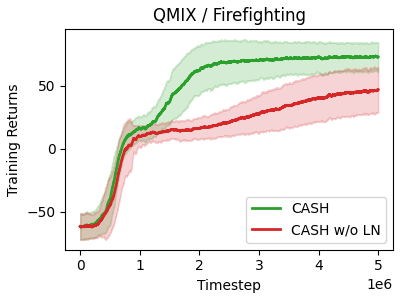 QMIX / Firefighting
Training Returns
50
0
−50
0
1
2
3
4
5
1e6
Timestep
CASH
CASH w/o LN